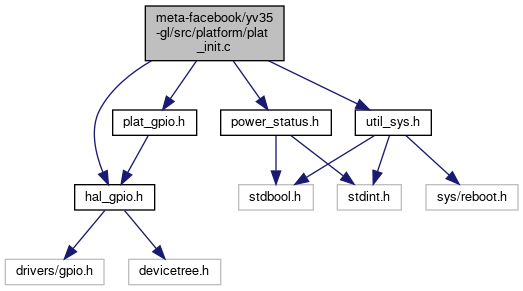 meta-facebook/yv35
-gl/src/platform/plat
_init.c
plat_gpio.h
power_status.h
util_sys.h
hal_gpio.h
stdbool.h
stdint.h
sys/reboot.h
drivers/gpio.h
devicetree.h